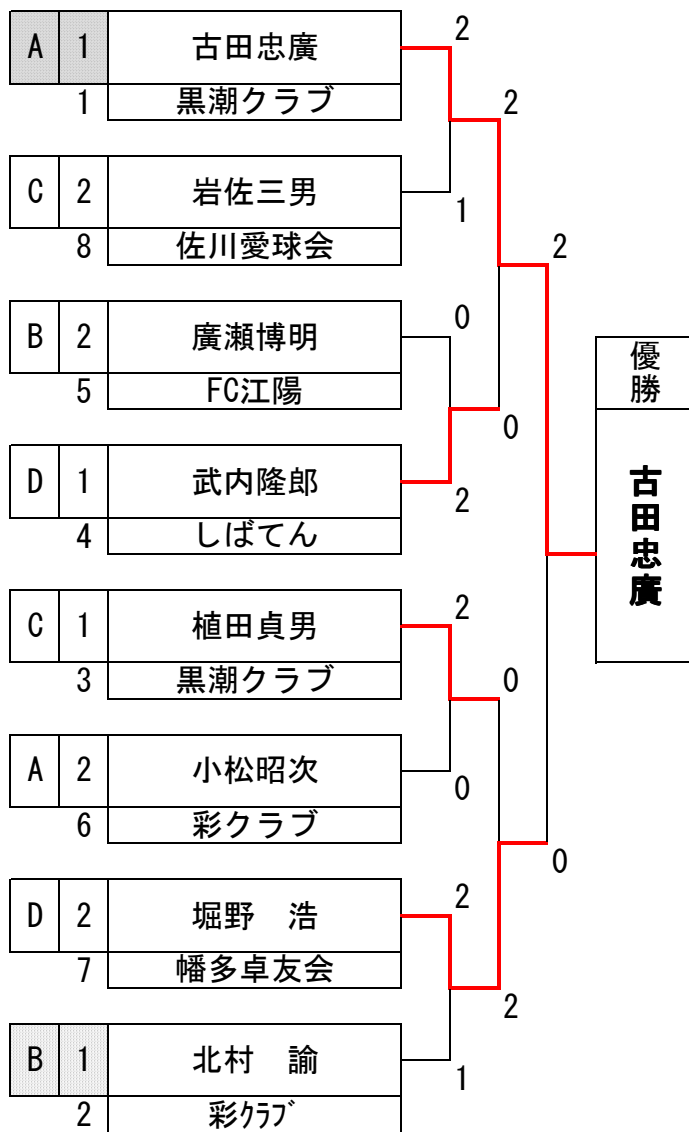 A 1 古田忠廣 2
1 黒潮クラブ 2
C 2 岩佐三男 1
8 佐川愛球会 2
B 2 廣瀬博明 0
5 FC江陽 0
D 1 武内隆郎 2
4 しばてん
C 1 植田貞男 2
3 黒潮クラブ 0
A 2 小松昭次 0
6 彩クラブ 0
D 2 堀野 浩 2
7 幡多卓友会 2
B 1 北村 諭 1
2 彩ｸﾗﾌﾞ
優勝
古田忠廣